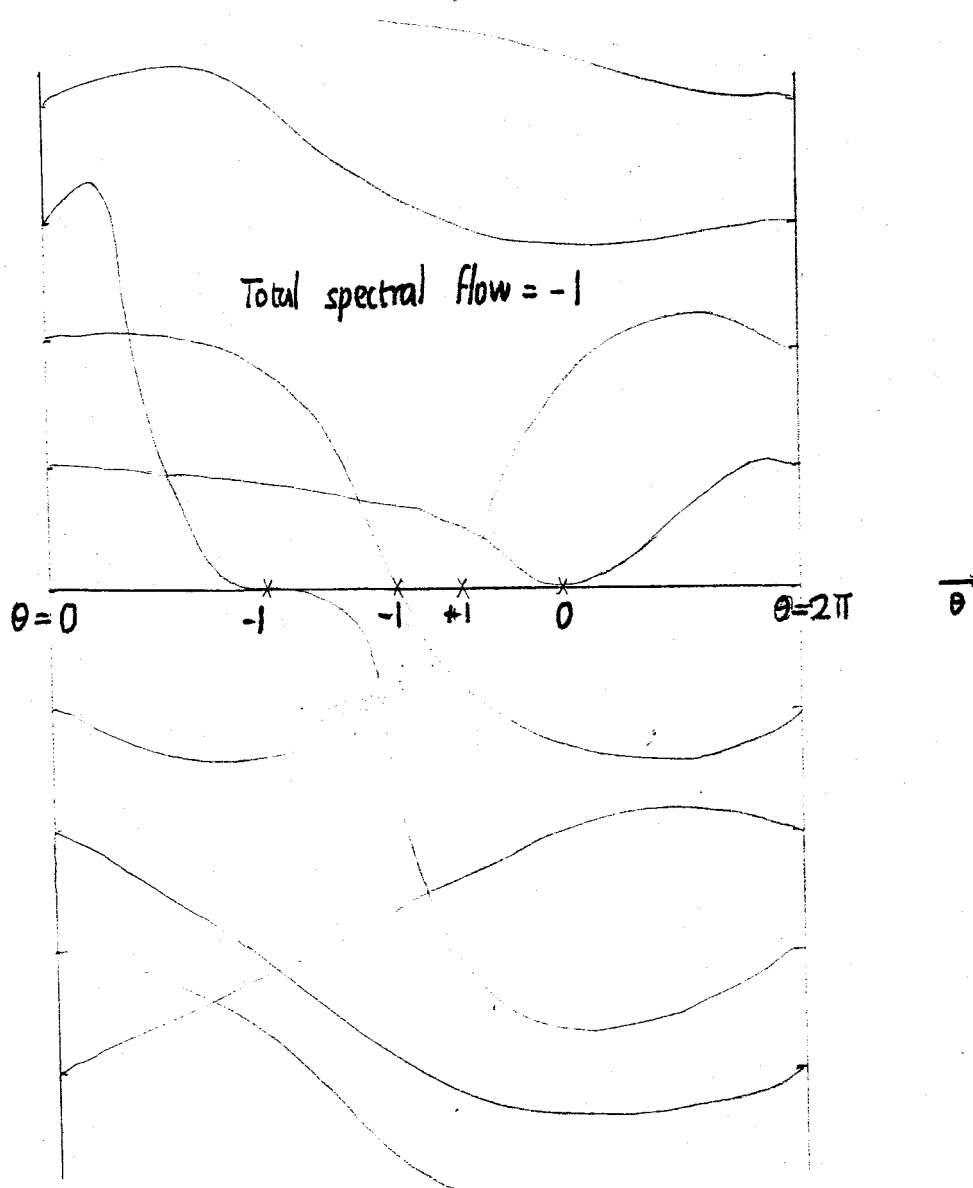 Total spectral flow = -1
θ=0 -1 -1 +1 0 θ=2π θ